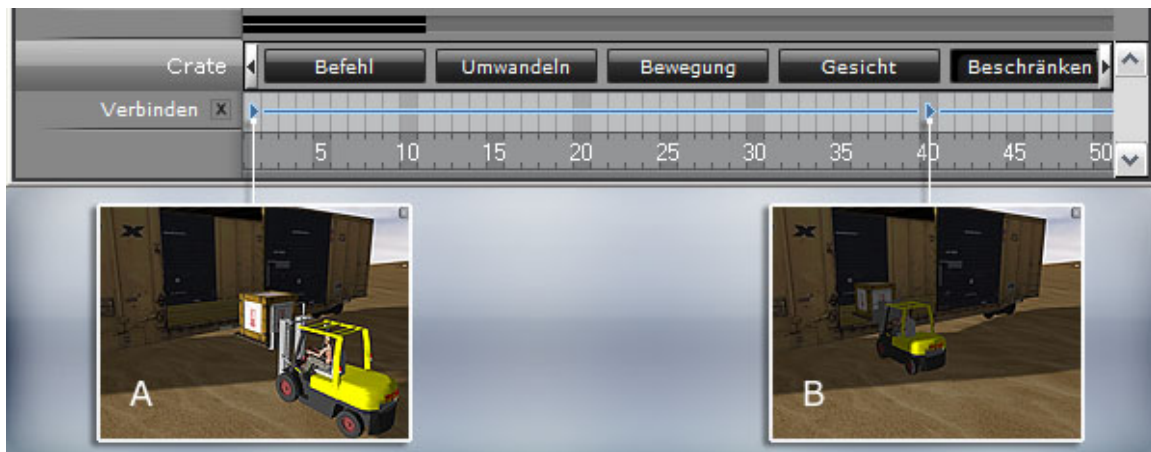 Crate Befehl Umwandeln Bewegung Gesicht Beschränken
Verbinden X
5 10 15 20 25 30 35 40 45 50
A B